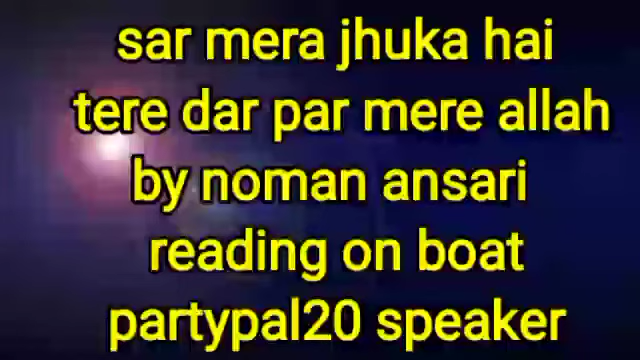 sar mera jhuka hai
tere dar par mere allah
by noman ansari
reading on boat
partypal20 speaker